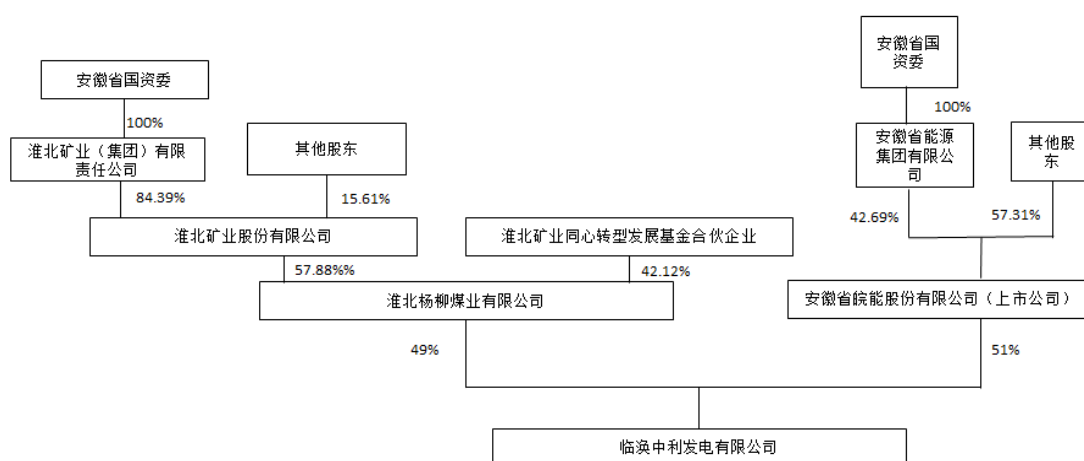 安徽省国
资委
安徽省国资委
100%
100%
淮北矿业（集团）有限
责任公司
其他股东
安徽省能源
集团有限公
司
其他股
东
84.39%
15.61%
42.69%
57.31%
淮北矿业股份有限公司
淮北矿业同心转型发展基金合伙企业
57.88%%
42.12%
淮北杨柳煤业有限公司
安徽省皖能股份有限公司（上市公司）
49%
51%
临涣中利发电有限公司